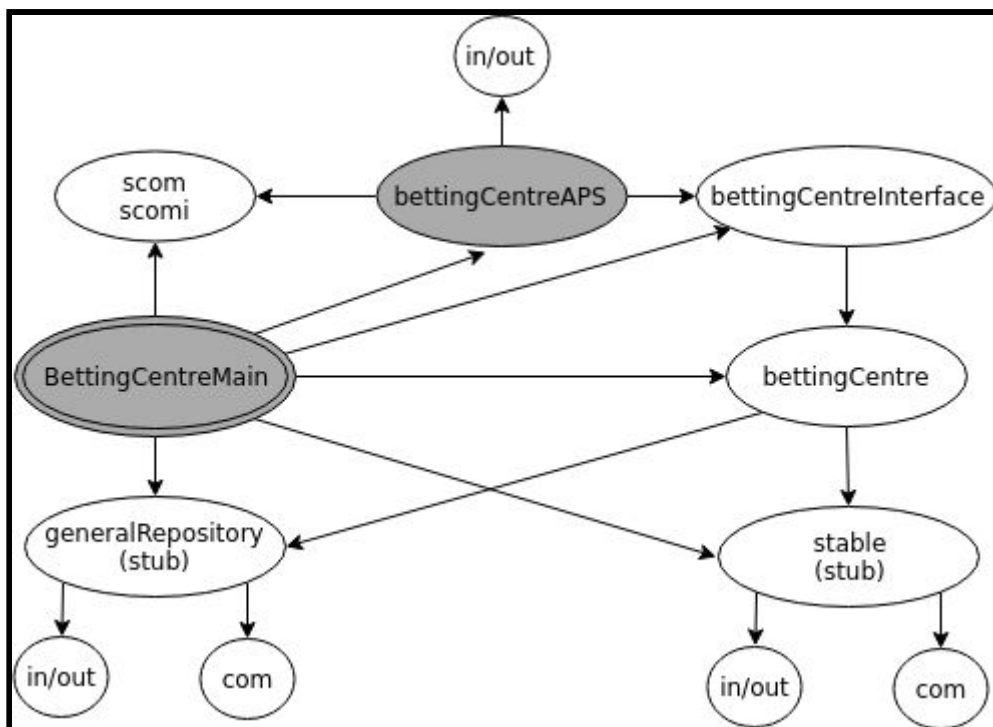 in/out
scom
scomi
bettingCentreAPS
bettingCentreInterface
BettingCentreMain
bettingCentre
generalRepository
(stub)
stable
(stub)
in/out
com
in/out
com